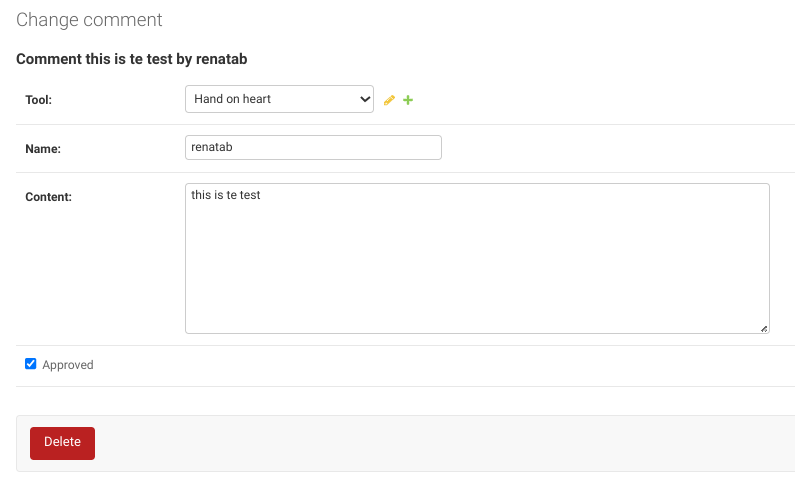 Change comment
Comment this is te test by renatab
Tool:
Hand on heart
Name:
renatab
Content:
this is te test
Approved
Delete